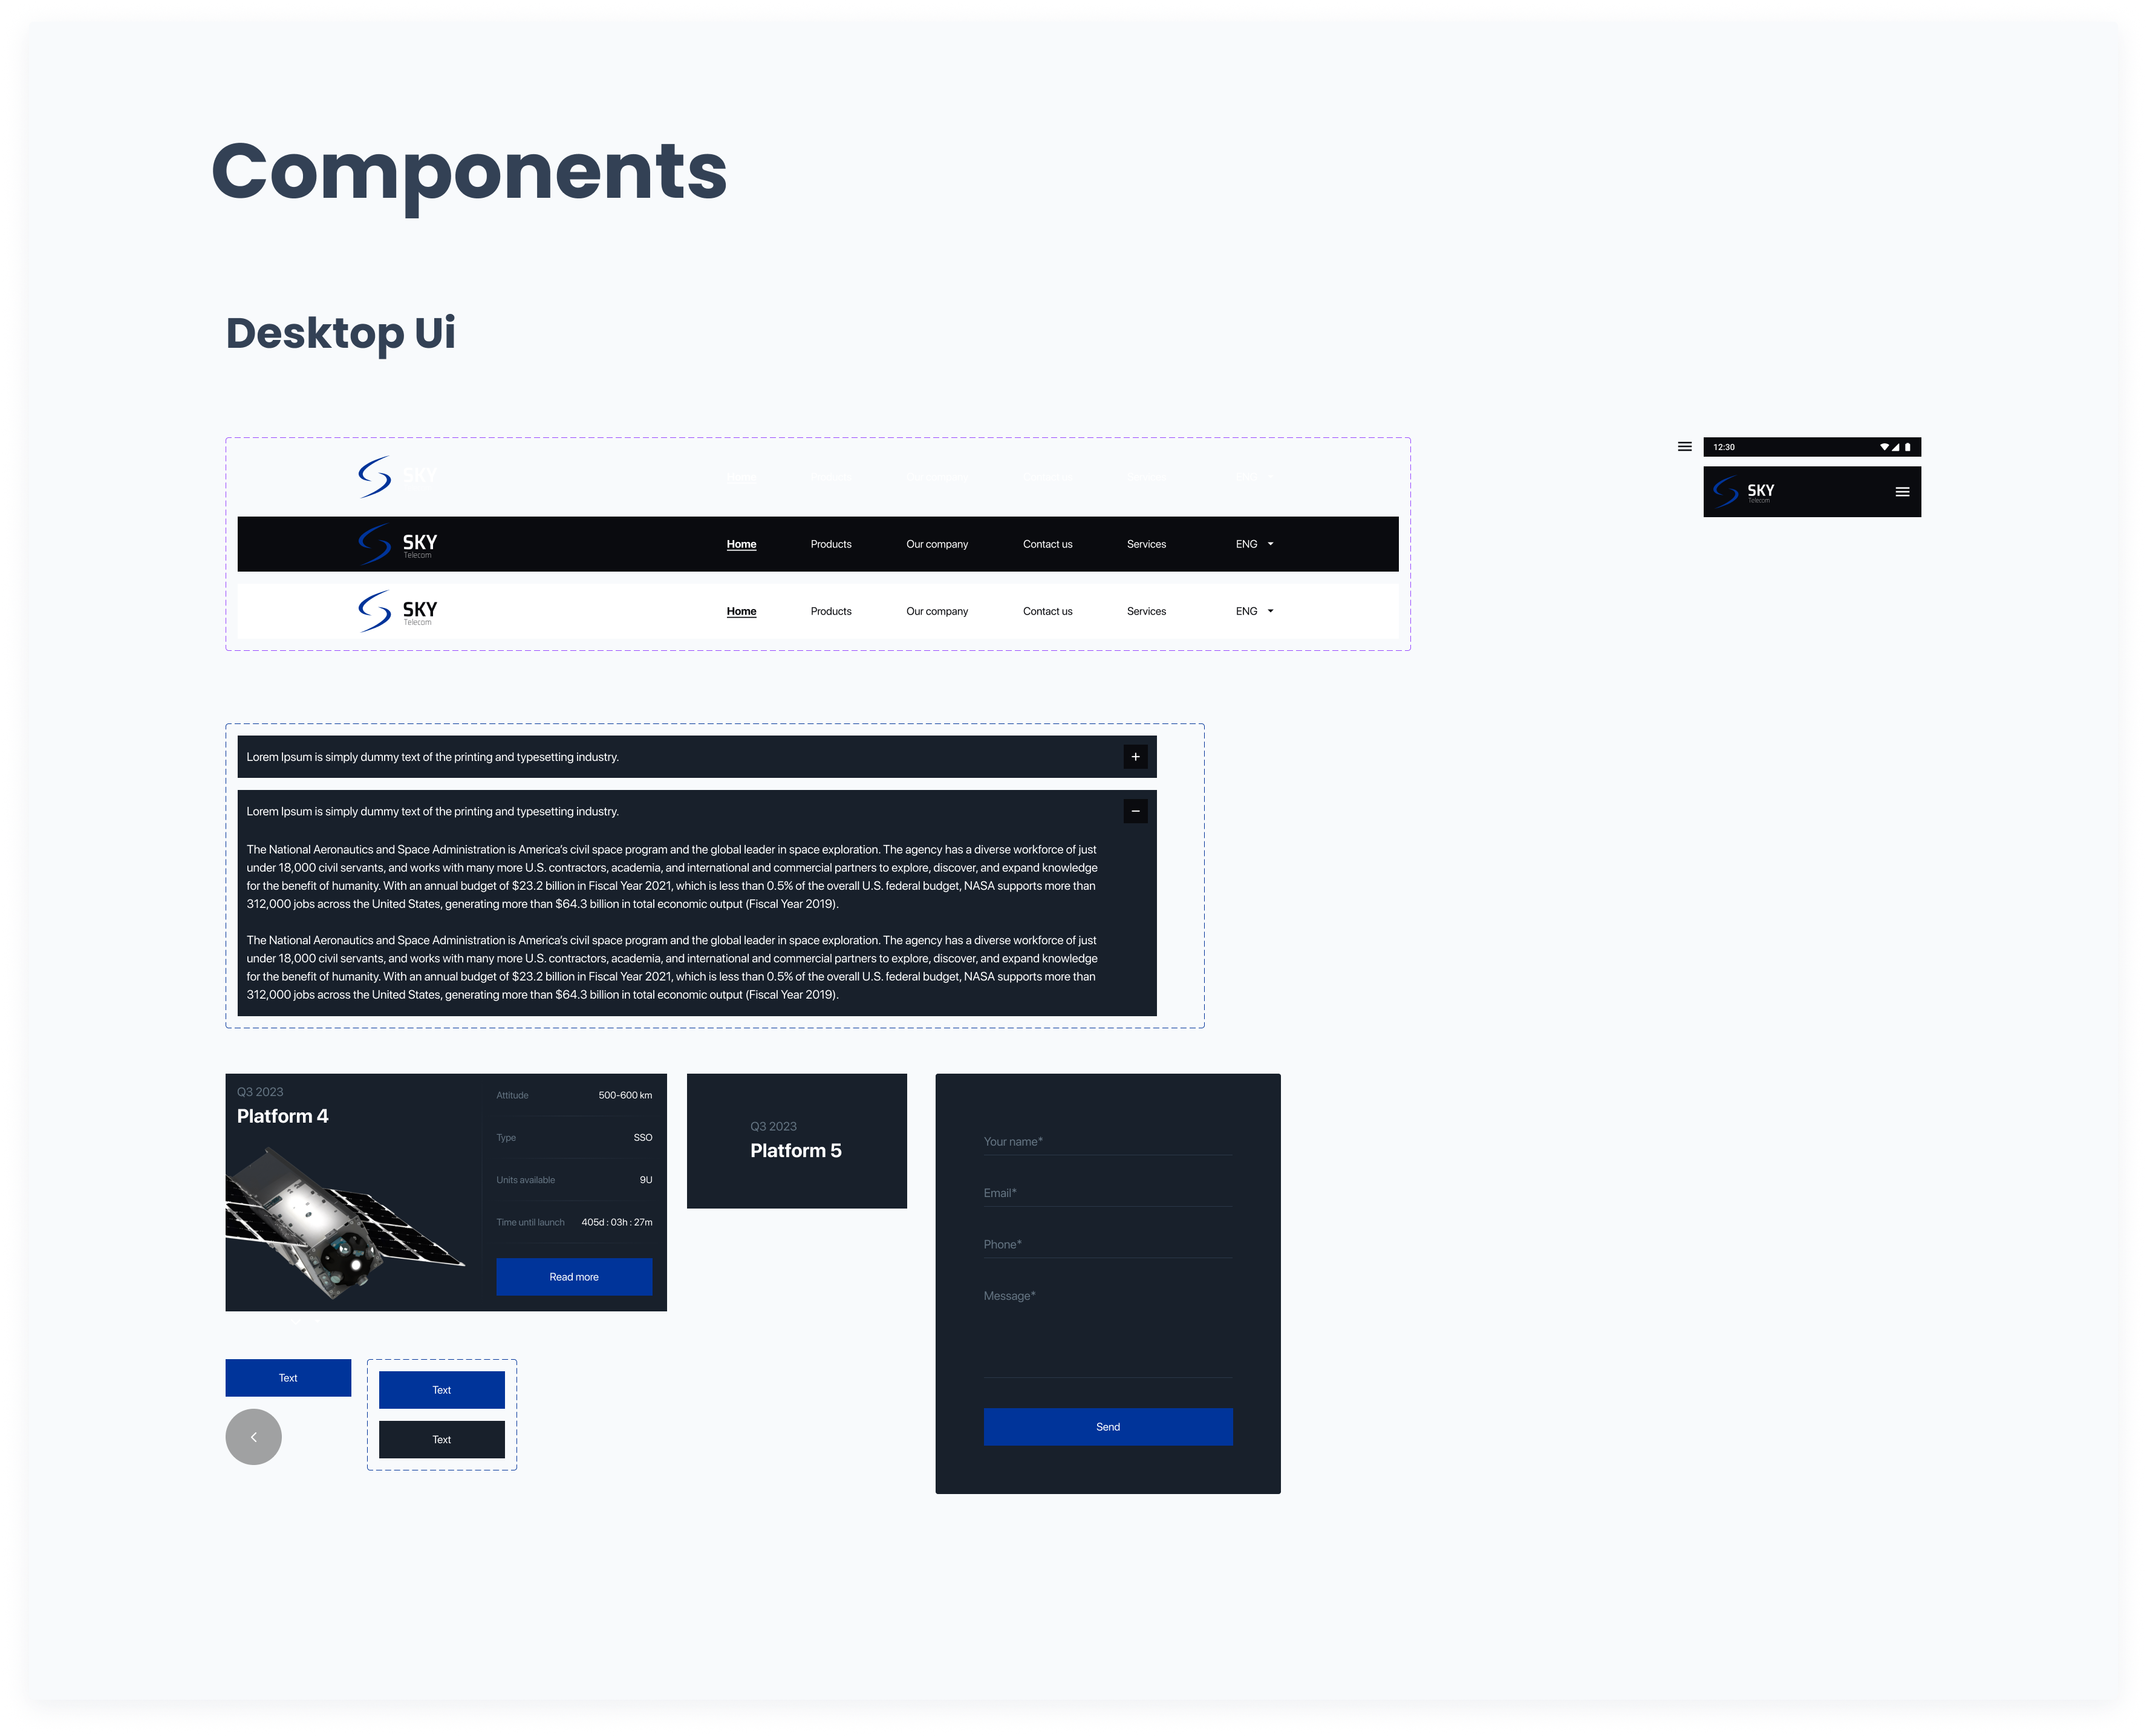 Components
Desktop Ui
SKY
Home
SKY
Telecom
Home Products Our company Contact us Services ENG
SKY
Telecom
Home Products Our company Contact us Services ENG
12:30
SKY
Telecom
Lorem Ipsum is simply dummy text of the printing and typesetting industry.
Lorem Ipsum is simply dummy text of the printing and typesetting industry.
The National Aeronautics and Space Administration is America’s civil space program and the global leader in space exploration. The agency has a diverse workforce of just
under 18,000 civil servants, and works with many more U.S. contractors, academia, and international and commercial partners to explore, discover, and expand knowledge
for the benefit of humanity. With an annual budget of $23.2 billion in Fiscal Year 2021, which is less than 0.5% of the overall U.S. federal budget, NASA supports more than
312,000 jobs across the United States, generating more than $64.3 billion in total economic output (Fiscal Year 2019).
The National Aeronautics and Space Administration is America’s civil space program and the global leader in space exploration. The agency has a diverse workforce of just
under 18,000 civil servants, and works with many more U.S. contractors, academia, and international and commercial partners to explore, discover, and expand knowledge
for the benefit of humanity. With an annual budget of $23.2 billion in Fiscal Year 2021, which is less than 0.5% of the overall U.S. federal budget, NASA supports more than
312,000 jobs across the United States, generating more than $64.3 billion in total economic output (Fiscal Year 2019).
Q3 2023
Platform 4
Attitude 500-600 km
Type SSO
Units available 9U
Time until launch 405d : 03h : 27m
Read more
Q3 2023
Platform 5
Your name*
Email*
Phone*
Message*
Send
Text
Text
Text